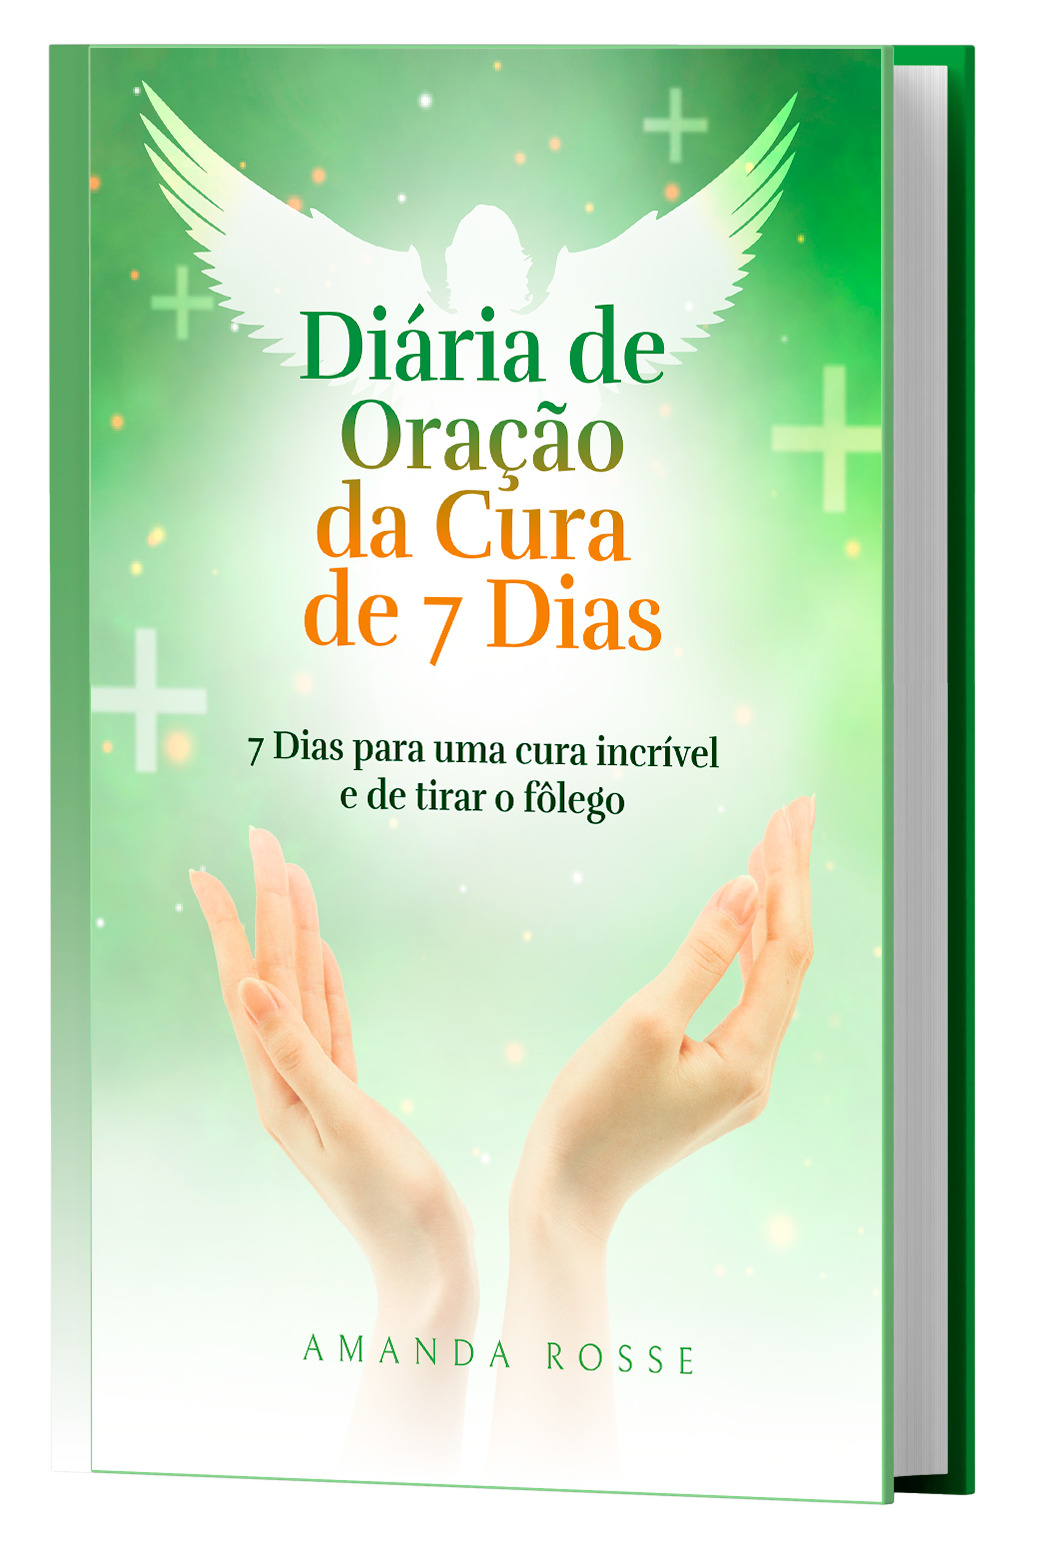 Diária de
Oração
da Cura
de 7 Dias
7 Dias para uma cura incrível
e de tirar o fôlego
AMANDA ROSSE